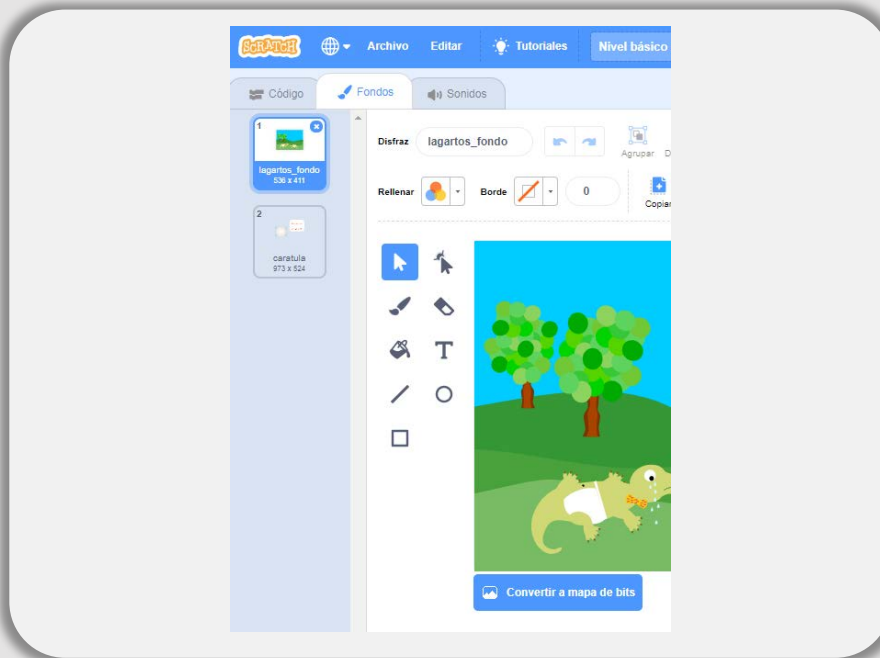 SCRATCH Archivo Editar Tutoriales Nivel básico
Código Fondos Sonidos
1
lagartos_fondo
536 x 411
2
caratula
973 x 524
Disfraz lagartos_fondo Agrupar D
Rellenar Borde 0 Copiar
T
Convertir a mapa de bits